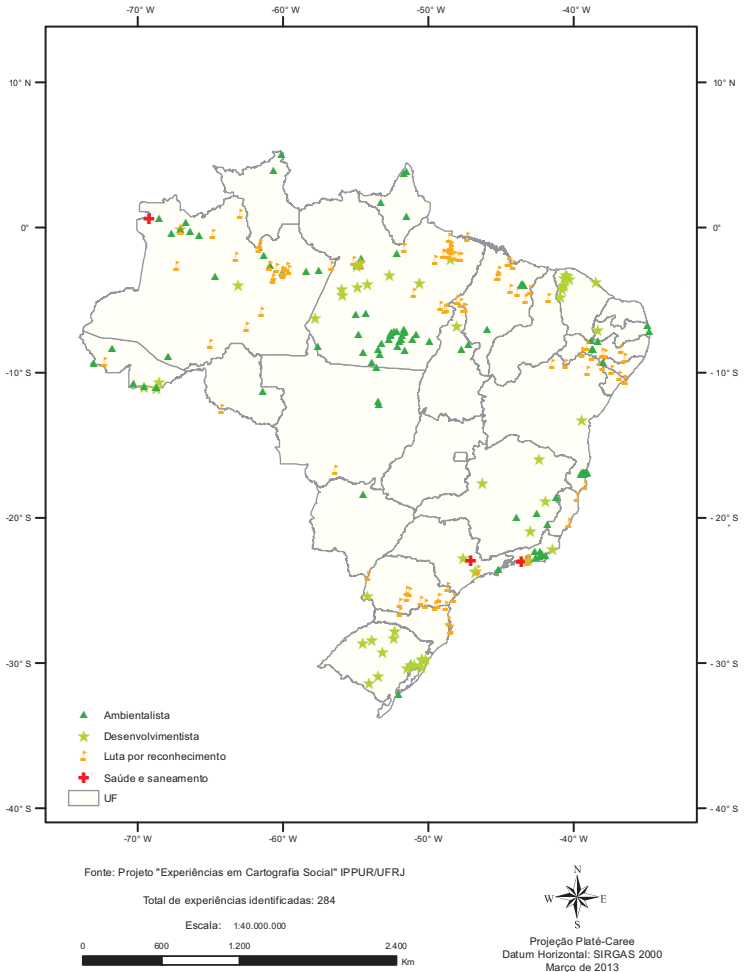 -70° W
-60° W
-50° W
-40° W
10° N
10° N
0°
0°
-10° S
-10° S
-20° S
- 20° S
-30° S
-30° S
-40° S
- 40° S
Ambientalista
Desenvolvimentista
Luta por reconhecimento
Saúde e saneamento
UF
-70° W
-60° W
-50° W
-40° W
Fonte: Projeto "Experiências em Cartografia Social" IPPUR/UFRJ
Total de experiências identificadas: 284
Escala: 1:40.000.000
0 600 1.200 2.400
Km
N
W E
S
Projeção Platé-Caree
Datum Horizontal: SIRGAS 2000
Março de 2013